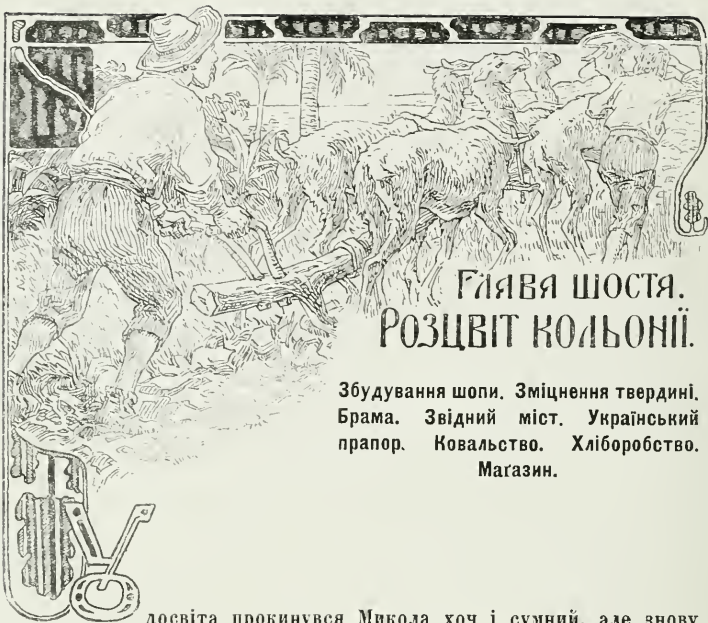 ГЛАВА ШОСТА.
РОЗЦВІТ КОЛЬОНІЇ.
Збудування шопи. Зміцнення твердині.
Брама. Звідний міст. Український
прапор. Ковальство. Хліборобство.
Маґазин.
досвіта прокинувся Микола хоч і сумний, але знову